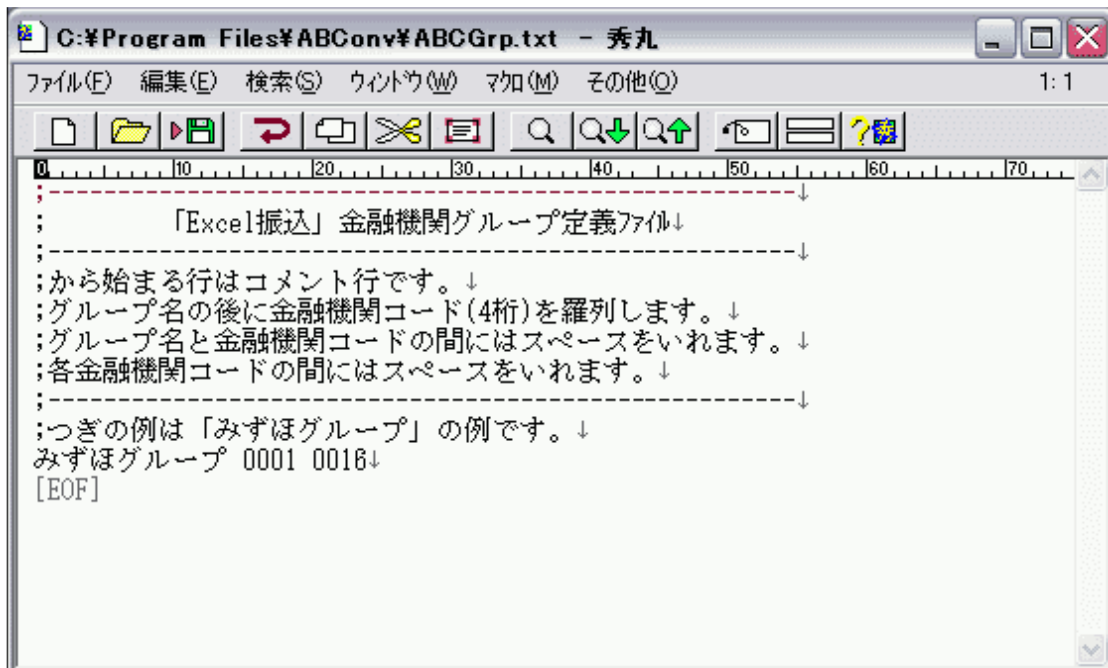 C:¥Program Files¥ABConv¥ABCGrp.txt － 秀丸
ファイル(F) 編集(E) 検索(S) ウィンドウ(W) マクロ(M) その他(O) 1: 1
0 10 20 30 40 50 60 70
;------------------------------------------------------↓
; 「Excel振込」金融機関グループ定義ファイル↓
;------------------------------------------------------↓
;から始まる行はコメント行です。↓
;グループ名の後に金融機関コード(4桁)を羅列します。↓
;グループ名と金融機関コードの間にはスペースをいれます。↓
;各金融機関コードの間にはスペースをいれます。↓
;------------------------------------------------------↓
;つぎの例は「みずほグループ」の例です。↓
みずほグループ 0001 0016↓
[EOF]